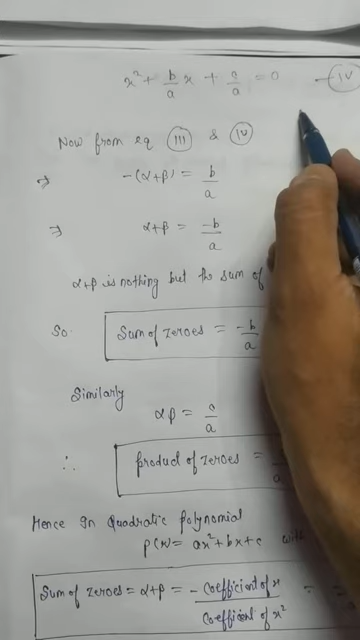 x² + b/a x + c/a = 0 — (IV)
Now from eq (III) & (IV)
⇒ -(α+β) = b/a
⇒ α+β = -b/a
α+β is nothing but the sum of
So. Sum of zeroes = -b/a
Similarly
αβ = c/a
∴ product of zeroes = a
Hence In Quadratic polynomial
P(x) = ax² + bx + c with
Sum of zeroes = α+β = - Coefficient of x / Coefficient of x² =